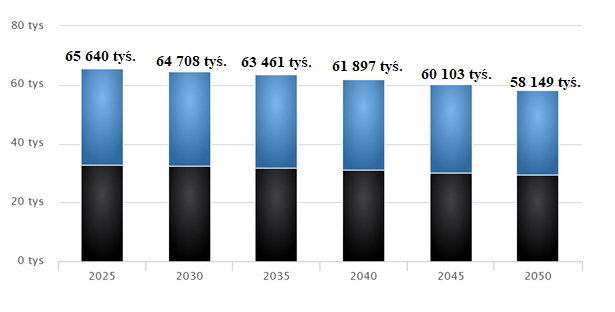 80 tys
65 640 tyś.
64 708 tyś.
63 461 tyś.
61 897 tyś.
60 103 tyś.
58 149 tyś.
60 tys
40 tys
20 tys
0 tys
2025
2030
2035
2040
2045
2050